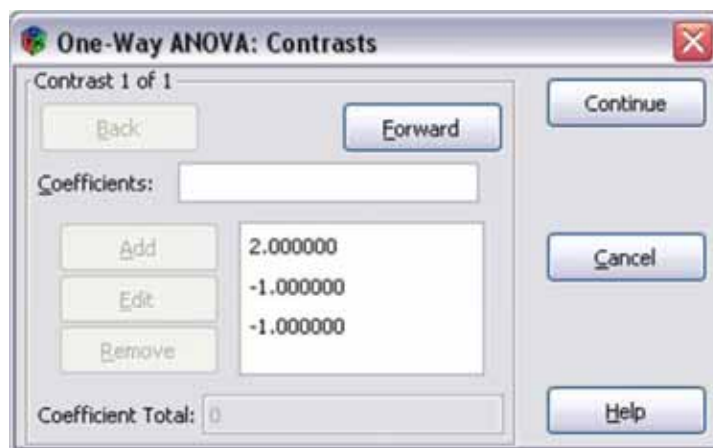 One-Way ANOVA: Contrasts
Contrast 1 of 1
Back
Forward
Continue
Coefficients:
Add
2.000000
Cancel
Edit
-1.000000
-1.000000
Remove
Coefficient Total: 0
Help